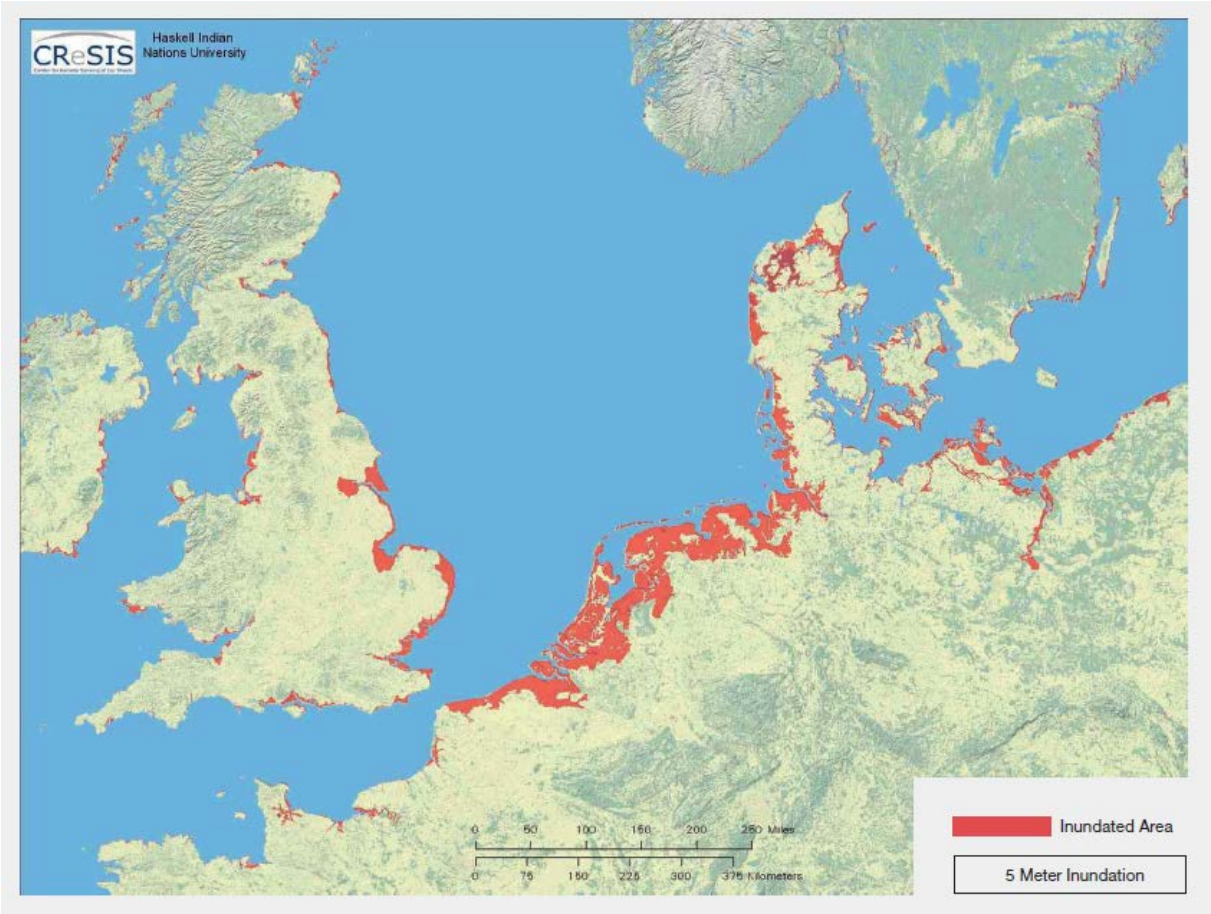 CReSIS
Haskell Indian
Nations University
0 50 100 150 200 250 Miles
0 75 150 225 300 375 Kilometers
Inundated Area
5 Meter Inundation